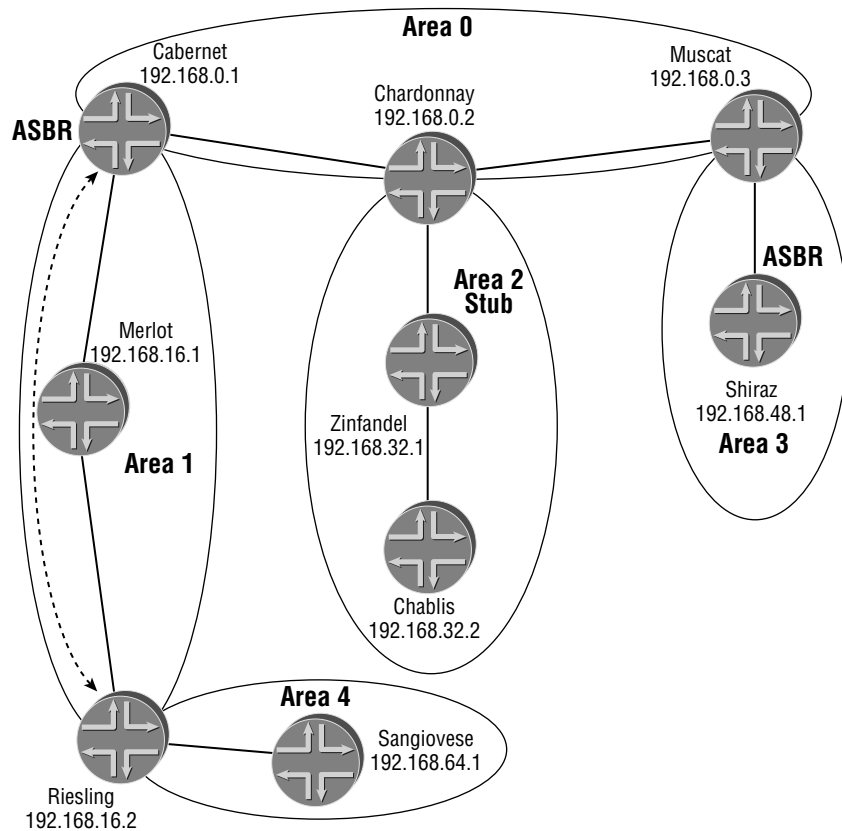 Area 0
Cabernet
192.168.0.1
Muscat
192.168.0.3
Chardonnay
192.168.0.2
ASBR
Area 2
Stub
ASBR
Merlot
192.168.16.1
Area 1
Zinfandel
192.168.32.1
Shiraz
192.168.48.1
Area 3
Chablis
192.168.32.2
Area 4
Sangiovese
192.168.64.1
Riesling
192.168.16.2